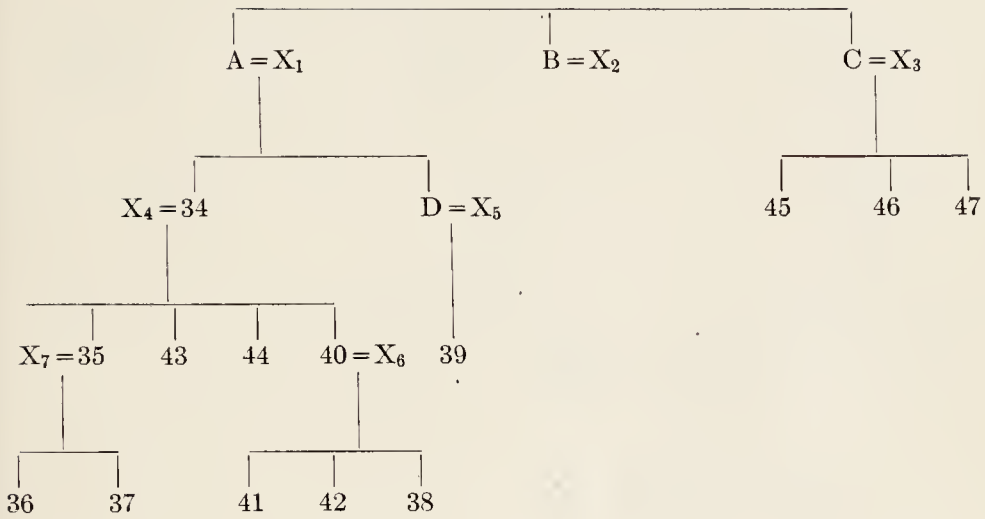 A = X₁ B = X₂ C = X₃
X₄ = 34 D = X₅ 45 46 47
X₇ = 35 43 44 40 = X₆ 39
36 37 41 42 38